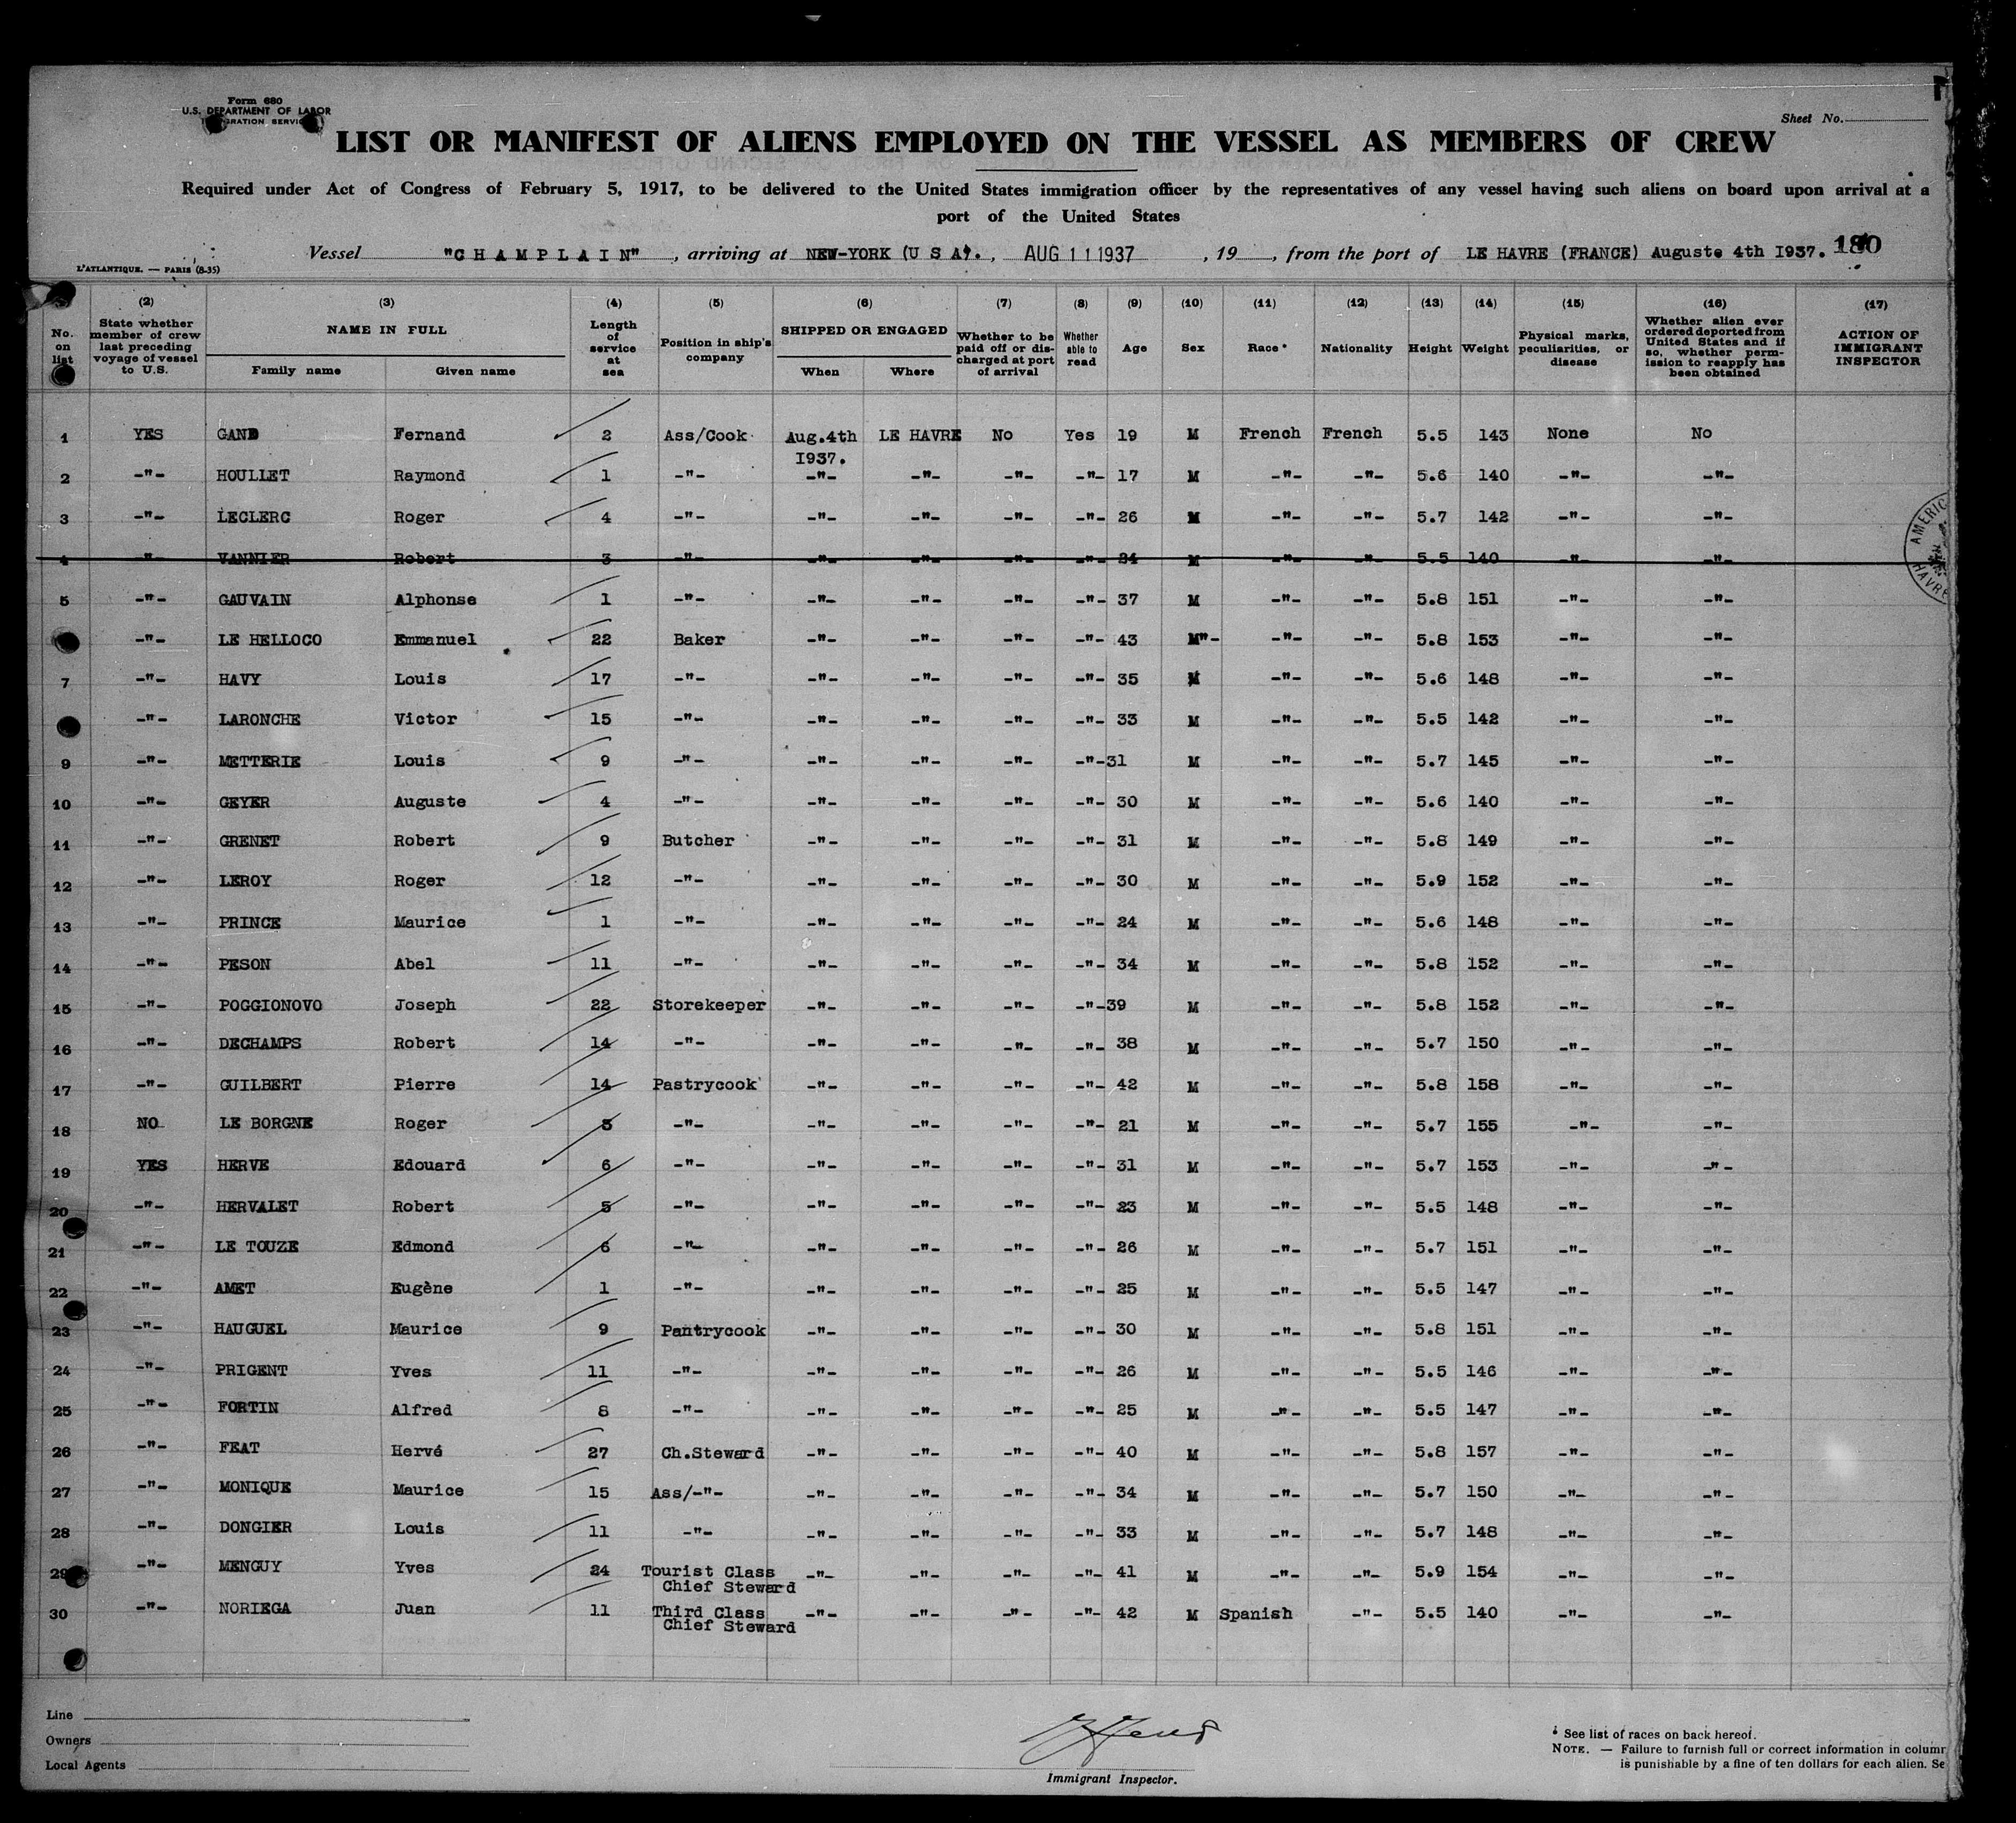 Form 680
U.S. DEPARTMENT OF LABOR
IMMIGRATION SERVICE
Sheet No.
LIST OR MANIFEST OF ALIENS EMPLOYED ON THE VESSEL AS MEMBERS OF CREW
Required under Act of Congress of February 5, 1917, to be delivered to the United States immigration officer by the representatives of any vessel having such aliens on board upon arrival at a
port of the United States
Vessel "CHAMPLAIN", arriving at NEW-YORK (U S A)., AUG 11 1937, 19, from the port of LE HAVRE (FRANCE) Auguste 4th 1937. 180
L'ATLANTIQUE. — PARIS (8-35)
(2) (3) (4) (5) (6) (7) (8) (9) (10) (11) (12) (13) (14) (15) (16) (17)
No. on list
State whether member of crew last preceding voyage of vessel to U.S.
NAME IN FULL
Family name Given name
Length of service at sea
Position in ship's company
SHIPPED OR ENGAGED
When Where
Whether to be paid off or discharged at port of arrival
Whether able to read
Age Sex Race* Nationality Height Weight
Physical marks, peculiarities, or disease
Whether alien ever ordered deported from United States and if so, whether permission to reapply has been obtained
ACTION OF IMMIGRANT INSPECTOR
1 YES GAND Fernand 2 Ass/Cook Aug.4th 1937. LE HAVRE No Yes 19 M French French 5.5 143 None No
2 -"- HOULLET Raymond 1 -"- -"- -"- -"- -"- 17 M -"- -"- 5.6 140 -"- -"-
3 -"- LECLERC Roger 4 -"- -"- -"- -"- -"- 26 M -"- -"- 5.7 142 -"- -"-
4 -"- VANNIER Robert 3 -"- -"- -"- -"- -"- 24 M -"- -"- 5.5 140 -"- -"-
5 -"- GAUVAIN Alphonse 1 -"- -"- -"- -"- -"- 37 M -"- -"- 5.8 151 -"- -"-
-"- LE HELLOCO Emmanuel 22 Baker -"- -"- -"- -"- 43 M"- -"- -"- 5.8 153 -"- -"-
7 -"- HAVY Louis 17 -"- -"- -"- -"- -"- 35 M -"- -"- 5.6 148 -"- -"-
-"- LARONCHE Victor 15 -"- -"- -"- -"- -"- 33 M -"- -"- 5.5 142 -"- -"-
9 -"- METTERIE Louis 9 -"- -"- -"- -"- -"- 31 M -"- -"- 5.7 145 -"- -"-
10 -"- GEYER Auguste 4 -"- -"- -"- -"- -"- 30 M -"- -"- 5.6 140 -"- -"-
11 -"- GRENET Robert 9 Butcher -"- -"- -"- -"- 31 M -"- -"- 5.8 149 -"- -"-
12 -"- LEROY Roger 12 -"- -"- -"- -"- -"- 30 M -"- -"- 5.9 152 -"- -"-
13 -"- PRINCE Maurice 1 -"- -"- -"- -"- -"- 24 M -"- -"- 5.6 148 -"- -"-
14 -"- PESON Abel 11 -"- -"- -"- -"- -"- 34 M -"- -"- 5.8 152 -"- -"-
15 -"- POGGIONOVO Joseph 22 Storekeeper -"- -"- -"- -"- 39 M -"- -"- 5.8 152 -"- -"-
16 -"- DECHAMPS Robert 14 -"- -"- -"- -"- -"- 38 M -"- -"- 5.7 150 -"- -"-
17 -"- GUILBERT Pierre 14 Pastrycook -"- -"- -"- -"- 42 M -"- -"- 5.8 158 -"- -"-
18 NO LE BORGNE Roger -"- -"- -"- -"- -"- 21 M -"- -"- 5.7 155 -"- -"-
19 YES HERVE Edouard 6 -"- -"- -"- -"- -"- 31 M -"- -"- 5.7 153 -"- -"-
20 -"- HERVALET Robert 5 -"- -"- -"- -"- -"- 23 M -"- -"- 5.5 148 -"- -"-
21 -"- LE TOUZE Edmond 6 -"- -"- -"- -"- -"- 26 M -"- -"- 5.7 151 -"- -"-
22 -"- AMET Eugène 1 -"- -"- -"- -"- -"- 25 M -"- -"- 5.5 147 -"- -"-
23 -"- HAUGUEL Maurice 9 Pantrycook -"- -"- -"- -"- 30 M -"- -"- 5.8 151 -"- -"-
24 -"- PRIGENT Yves 11 -"- -"- -"- -"- -"- 26 M -"- -"- 5.5 146 -"- -"-
25 -"- FORTIN Alfred 8 -"- -"- -"- -"- -"- 25 M -"- -"- 5.5 147 -"- -"-
26 -"- FEAT Hervé 27 Ch.Steward -"- -"- -"- -"- 40 M -"- -"- 5.8 157 -"- -"-
27 -"- MONIQUE Maurice 15 Ass/-"- -"- -"- -"- -"- 34 M -"- -"- 5.7 150 -"- -"-
28 -"- DONGIER Louis 11 -"- -"- -"- -"- -"- 33 M -"- -"- 5.7 148 -"- -"-
29 -"- MENGUY Yves 24 Tourist Class Chief Steward -"- -"- -"- -"- 41 M -"- -"- 5.9 154 -"- -"-
30 -"- NORIEGA Juan 11 Third Class Chief Steward -"- -"- -"- -"- 42 M Spanish -"- 5.5 140 -"- -"-
AMERIC
HAVRE
Line
Owners
Local Agents
Immigrant Inspector.
* See list of races on back hereof.
NOTE. — Failure to furnish full or correct information in column
is punishable by a fine of ten dollars for each alien. Se